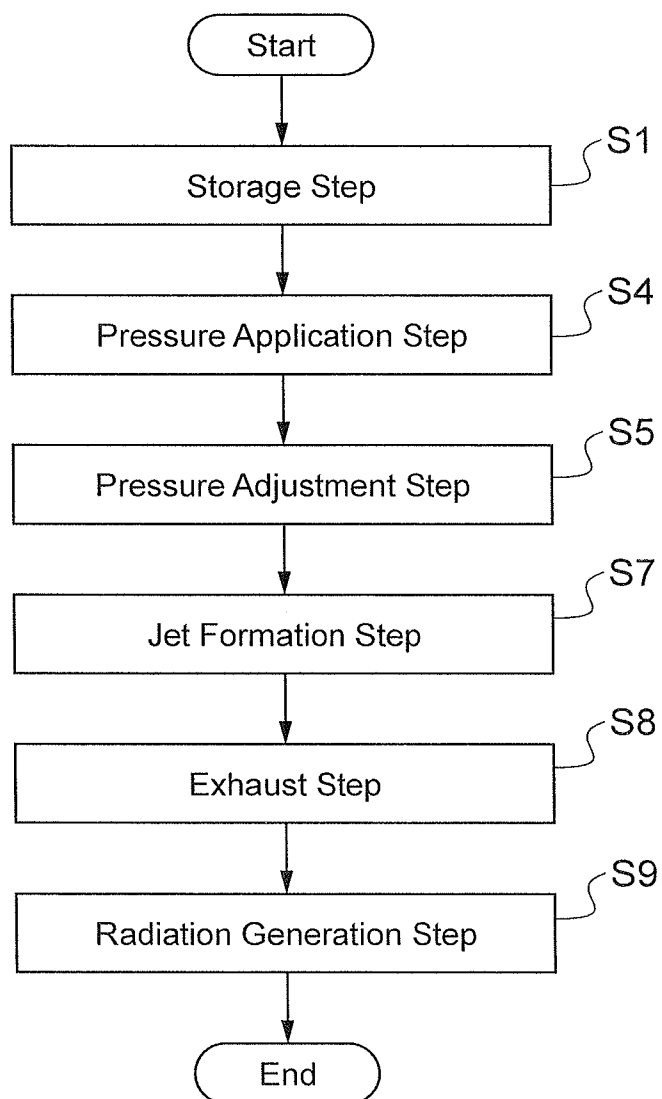 Start
S1
Storage Step
S4
Pressure Application Step
S5
Pressure Adjustment Step
S7
Jet Formation Step
S8
Exhaust Step
S9
Radiation Generation Step
End